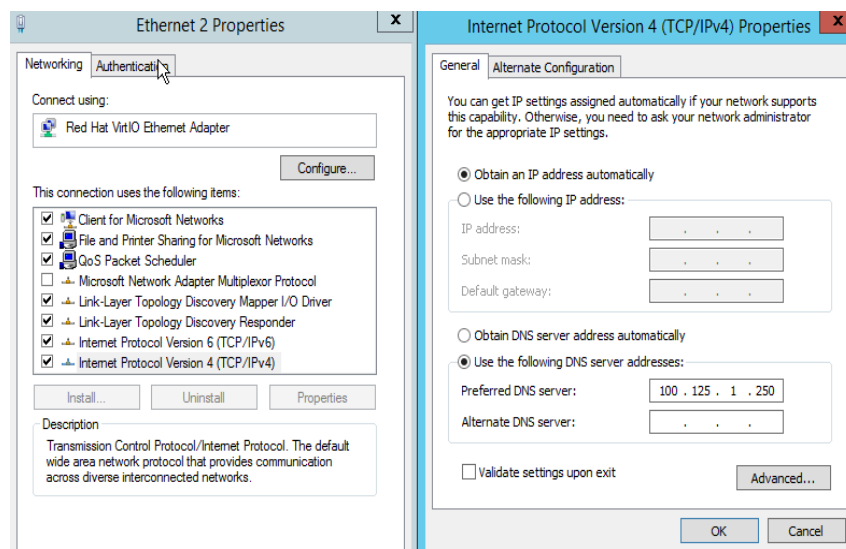 Ethernet 2 Properties
x
Networking
Authentication
Connect using:
Red Hat VirtIO Ethernet Adapter
Configure...
This connection uses the following items:
Client for Microsoft Networks
File and Printer Sharing for Microsoft Networks
QoS Packet Scheduler
Microsoft Network Adapter Multiplexor Protocol
Link-Layer Topology Discovery Mapper I/O Driver
Link-Layer Topology Discovery Responder
Internet Protocol Version 6 (TCP/IPv6)
Internet Protocol Version 4 (TCP/IPv4)
Install...
Uninstall
Properties
Description
Transmission Control Protocol/Internet Protocol. The default
wide area network protocol that provides communication
across diverse interconnected networks.
Internet Protocol Version 4 (TCP/IPv4) Properties
x
General
Alternate Configuration
You can get IP settings assigned automatically if your network supports
this capability. Otherwise, you need to ask your network administrator
for the appropriate IP settings.
Obtain an IP address automatically
Use the following IP address:
IP address:
. . .
Subnet mask:
. . .
Default gateway:
. . .
Obtain DNS server address automatically
Use the following DNS server addresses:
Preferred DNS server:
100 . 125 . 1 . 250
Alternate DNS server:
. . .
Validate settings upon exit
Advanced...
OK
Cancel